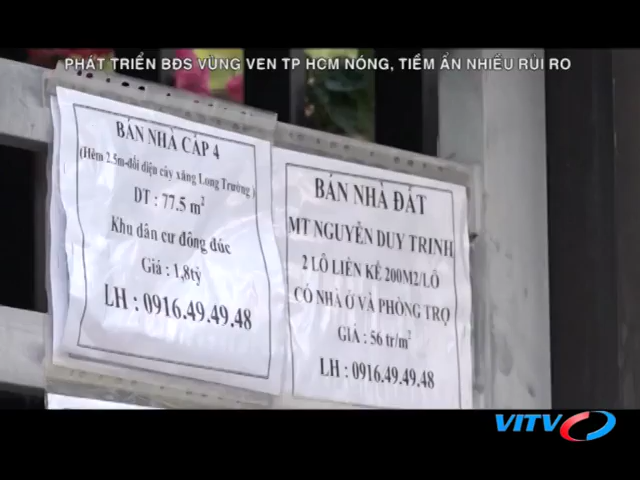 PHÁT TRIỂN BĐS VÙNG VEN TP HCM NÓNG, TIỀM ẨN NHIỀU RỦI RO
BÁN NHÀ CẤP 4
(Hẻm 2.5m-đối diện cây xăng Long Trường)
DT : 77.5 m²
Khu dân cư đông đúc
Giá : 1,8tỷ
LH : 0916.49.49.48
BÁN NHÀ ĐẤT
MT NGUYỄN DUY TRINH
2 LÔ LIÊN KẾ 200M2/LÔ
CÓ NHÀ Ở VÀ PHÒNG TRỌ
GIÁ : 56 tr/m²
LH : 0916.49.49.48
VITV